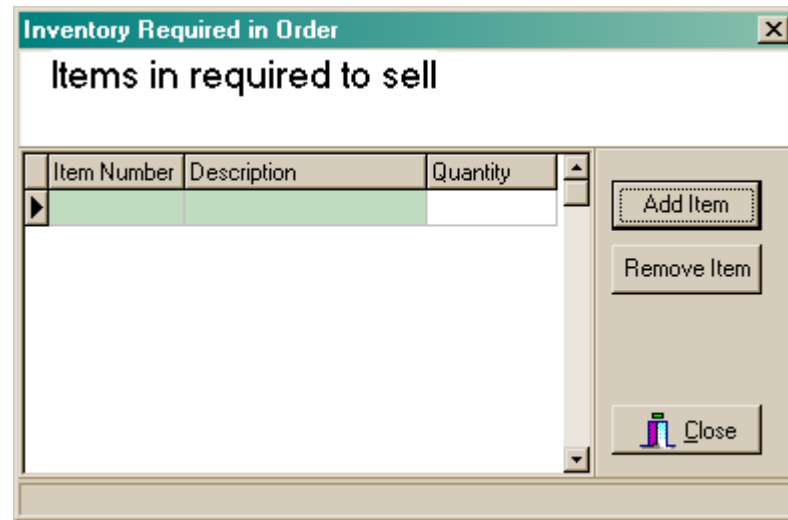 Inventory Required in Order
Items in required to sell
Item Number Description Quantity
Add Item
Remove Item
Close